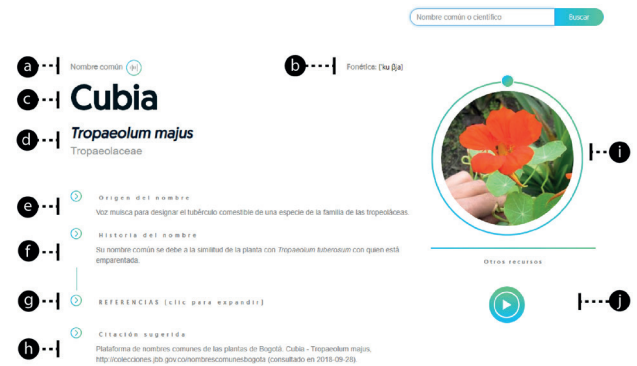 Nombre común o científico
Buscar
a
Nombre común
b
Fonética: ['ku βja]
c
Cubia
d
Tropaeolum majus
Tropaeolaceae
i
e
Origen del nombre
Voz muisca para designar el tubérculo comestible de una especie de la familia de las tropeoláceas.
f
Historia del nombre
Su nombre común se debe a la similitud de la planta con Tropaeolum tuberosum con quien está
emparentada.
Otros recursos
g
REFERENCIAS (clic para expandir)
j
h
Citación sugerida
Plataforma de nombres comunes de las plantas de Bogotá. Cubia - Tropaeolum majus,
http://colecciones.jbb.gov.co/nombrescomunesbogota (consultado en 2018-09-28).